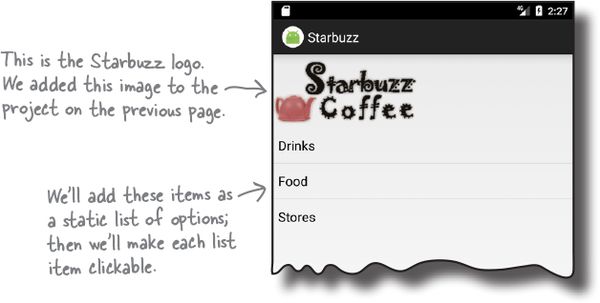 This is the Starbuzz logo.
We added this image to the
project on the previous page.
We'll add these items as
a static list of options;
then we'll make each list
item clickable.
4G 2:27
Starbuzz
Starbuzz
Coffee
Drinks
Food
Stores